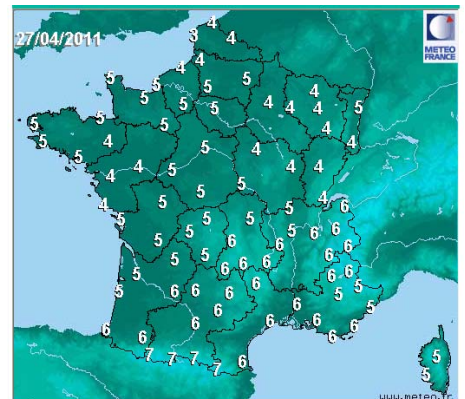 4
27/04/2011 3 4
METEO
FRANCE
4
4
5 5 5 5
4
5 5 5 4 4 4 5
5 5 5 4
5 4 5 4 4
5 4 5 4 4
4 5 5
4 5 5 4 6
5 5 5
5 5 6 6 5 6 6 6
5 5 6 6 6 6
5 6 6 6
5 6 6 6 5 5
6 6 6 6 6 5
6 6 6 6
7 7 7 7 6 5
5
www.meteo.fr